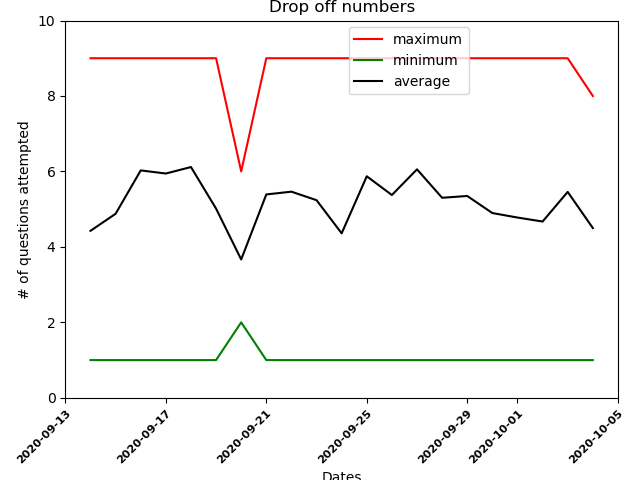 Drop off numbers
10
8
6
4
2
0
# of questions attempted
maximum
minimum
average
2020-09-13
2020-09-17
2020-09-21
2020-09-25
2020-09-29
2020-10-01
2020-10-05
Dates